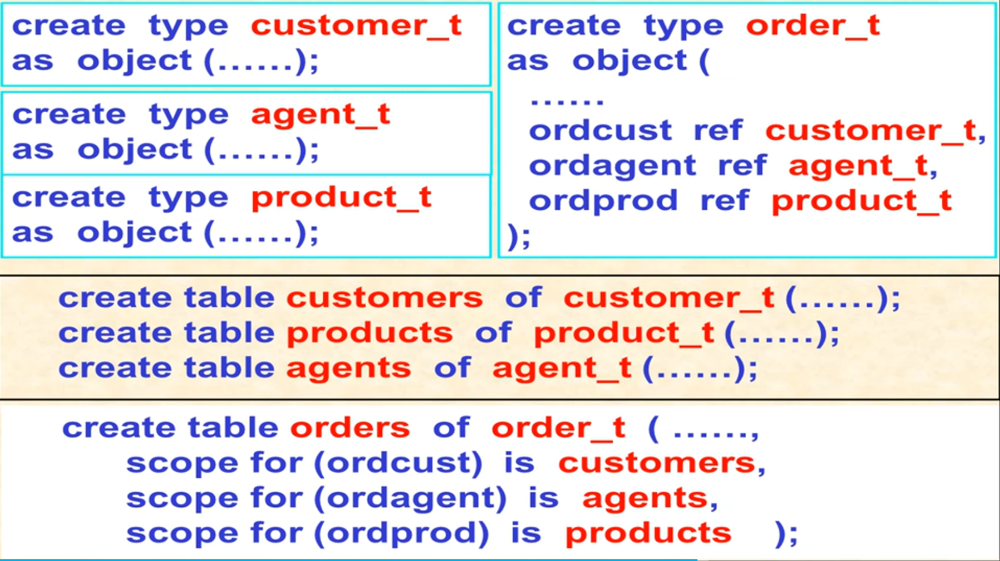 create type customer_t
as object (......);
create type agent_t
as object (......);
create type product_t
as object (......);
create type order_t
as object (
......
ordcust ref customer_t,
ordagent ref agent_t,
ordprod ref product_t
);
create table customers of customer_t (......);
create table products of product_t (......);
create table agents of agent_t (......);
create table orders of order_t ( ......,
scope for (ordcust) is customers,
scope for (ordagent) is agents,
scope for (ordprod) is products );